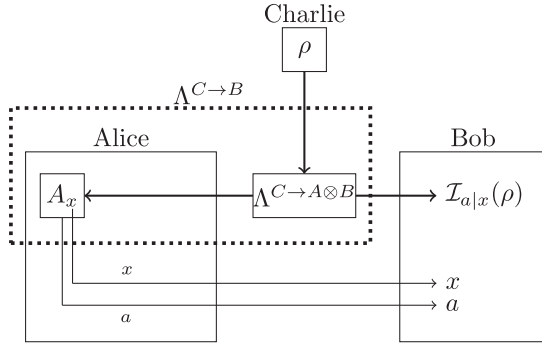 Charlie
ρ
Λ^{C→B}
Alice
Bob
A_x
Λ^{C→A⊗B}
𝓘_{a|x}(ρ)
x
x
a
a